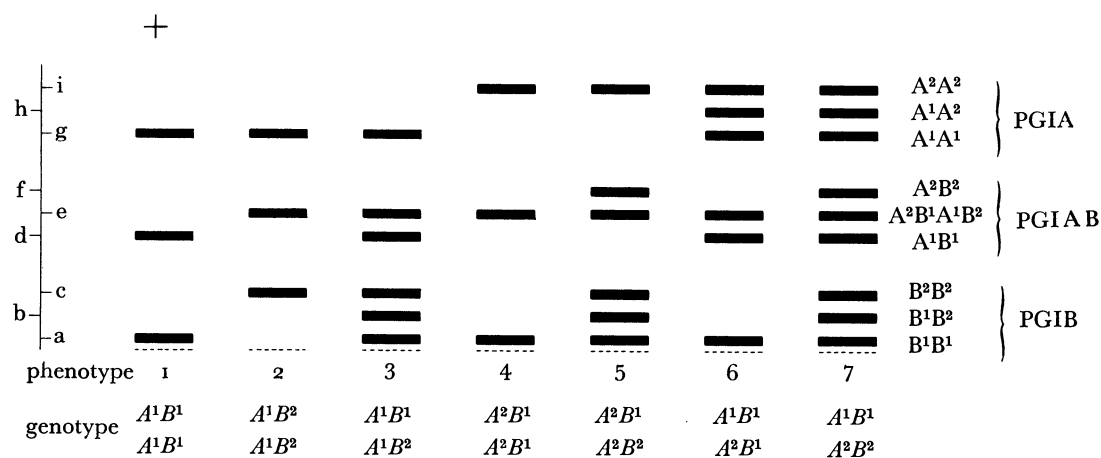 +
i A²A²
h A¹A² PGIA
g A¹A¹
f A²B²
e A²B¹A¹B² PGIAB
d A¹B¹
c B²B²
b B¹B² PGIB
a B¹B¹
phenotype 1 2 3 4 5 6 7
A¹B¹ A¹B² A¹B¹ A²B¹ A²B¹ A¹B¹ A¹B¹
genotype
A¹B¹ A¹B² A¹B² A²B¹ A²B² A²B¹ A²B²